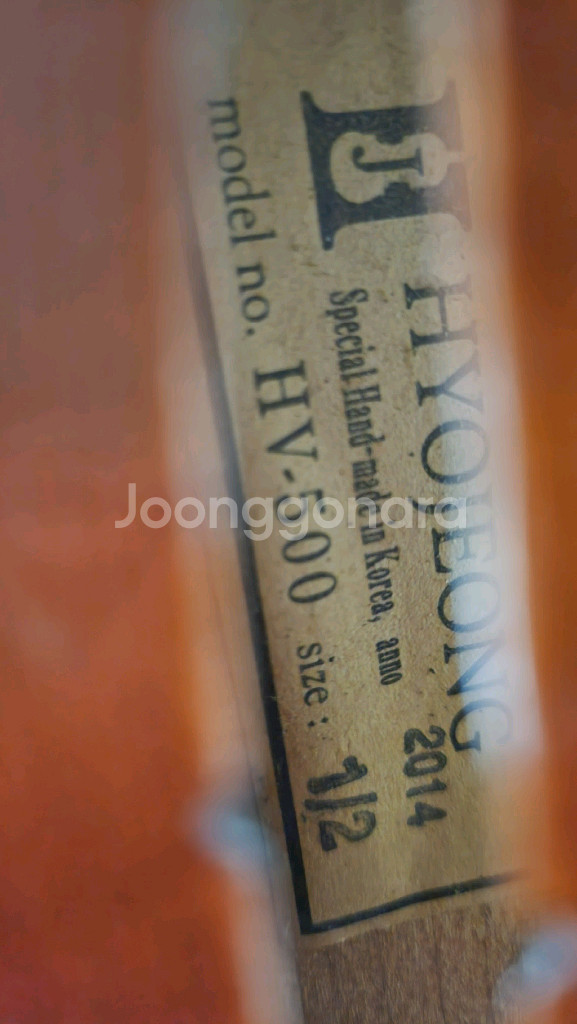 HJ
HYOJEONG
Special Hand-made in Korea, anno 2014
model no. HV-500 size: 1/2
Joonggonara